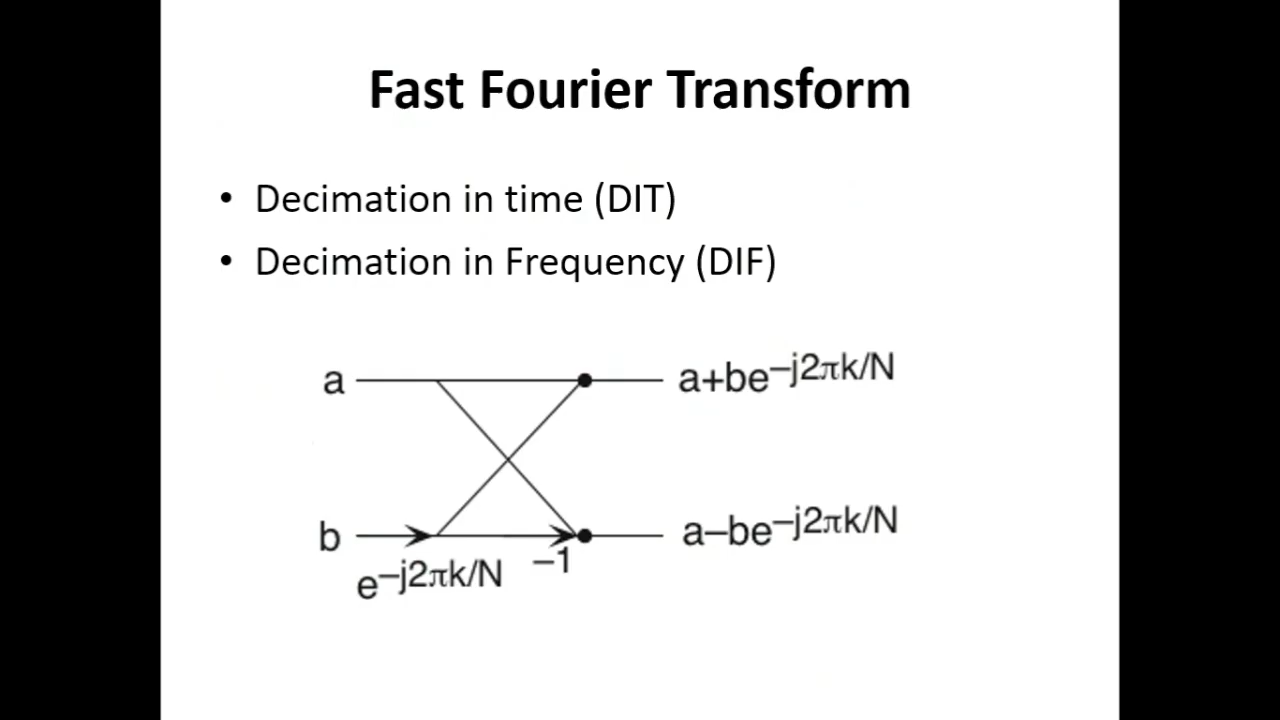 Fast Fourier Transform
• Decimation in time (DIT)
• Decimation in Frequency (DIF)
a
a+be^−j2πk/N
b
a−be^−j2πk/N
−1
e^−j2πk/N